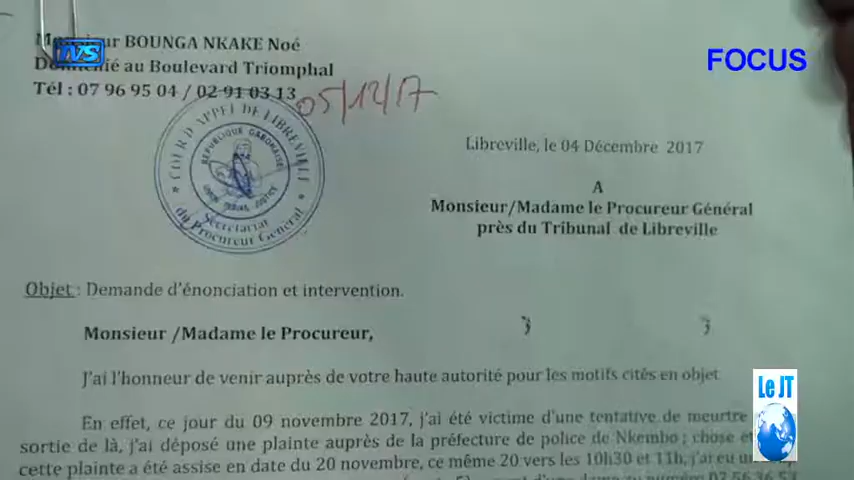 TVS
FOCUS
BOUNGA NKAKE Noé
au Boulevard Triomphal
Tél : 07 96 95 04 / 02 91 03 13
05/12/17
COUR D'APPEL DE LIBREVILLE
REPUBLIQUE GABONAISE
UNION TRAVAIL JUSTICE
Secrétariat
du Procureur Général
Libreville, le 04 Décembre 2017
A
Monsieur/Madame le Procureur Général
près du Tribunal de Libreville
Objet : Demande d'énonciation et intervention.
Monsieur /Madame le Procureur,
J'ai l'honneur de venir auprès de votre haute autorité pour les motifs cités en objet
En effet, ce jour du 09 novembre 2017, j'ai été victime d'une tentative de meurtre
sortie de là, j'ai déposé une plainte auprès de la préfecture de police de Nkembo ; chose
cette plainte a été assise en date du 20 novembre, ce même 20 vers les 10h30 et 11h, j'ai eu
Le JT